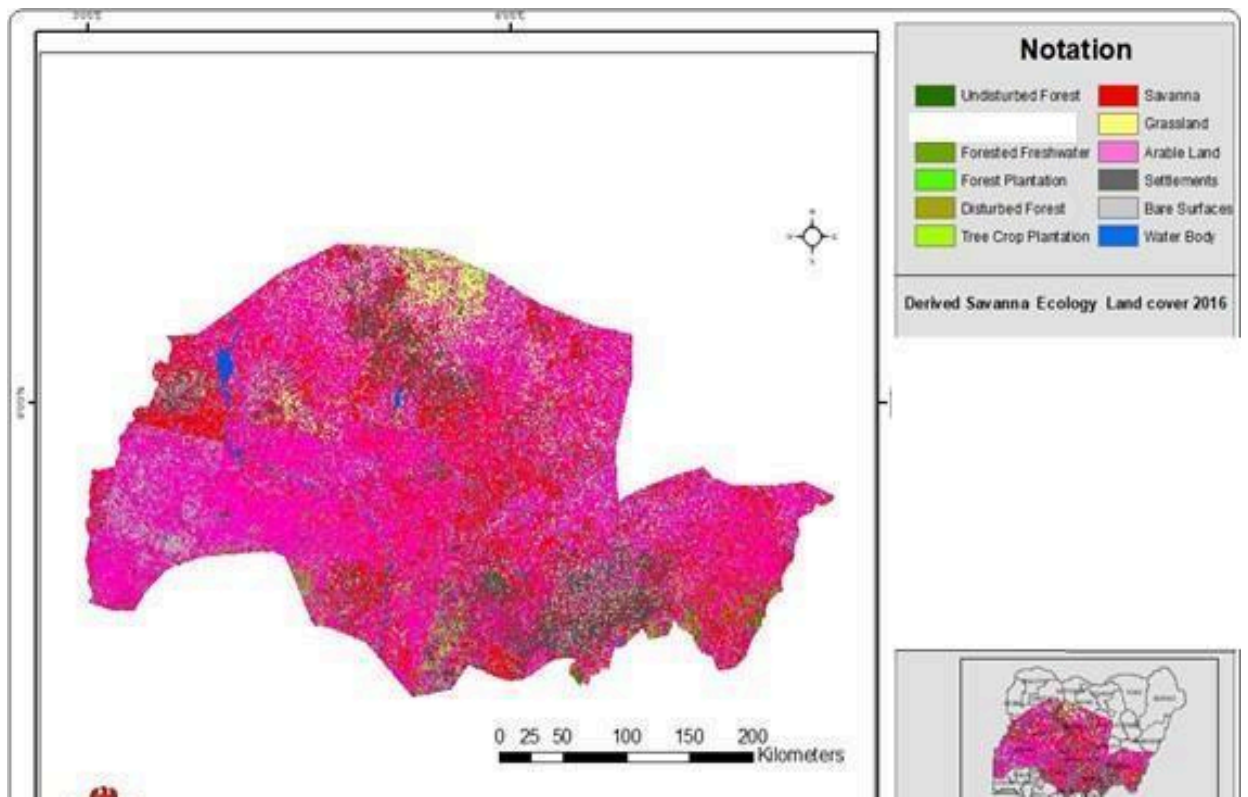 Notation
Undisturbed Forest
Savanna
Grassland
Forested Freshwater
Arable Land
Forest Plantation
Settlements
Disturbed Forest
Bare Surfaces
Tree Crop Plantation
Water Body
Derived Savanna Ecology Land cover 2016
0 25 50 100 150 200
Kilometers